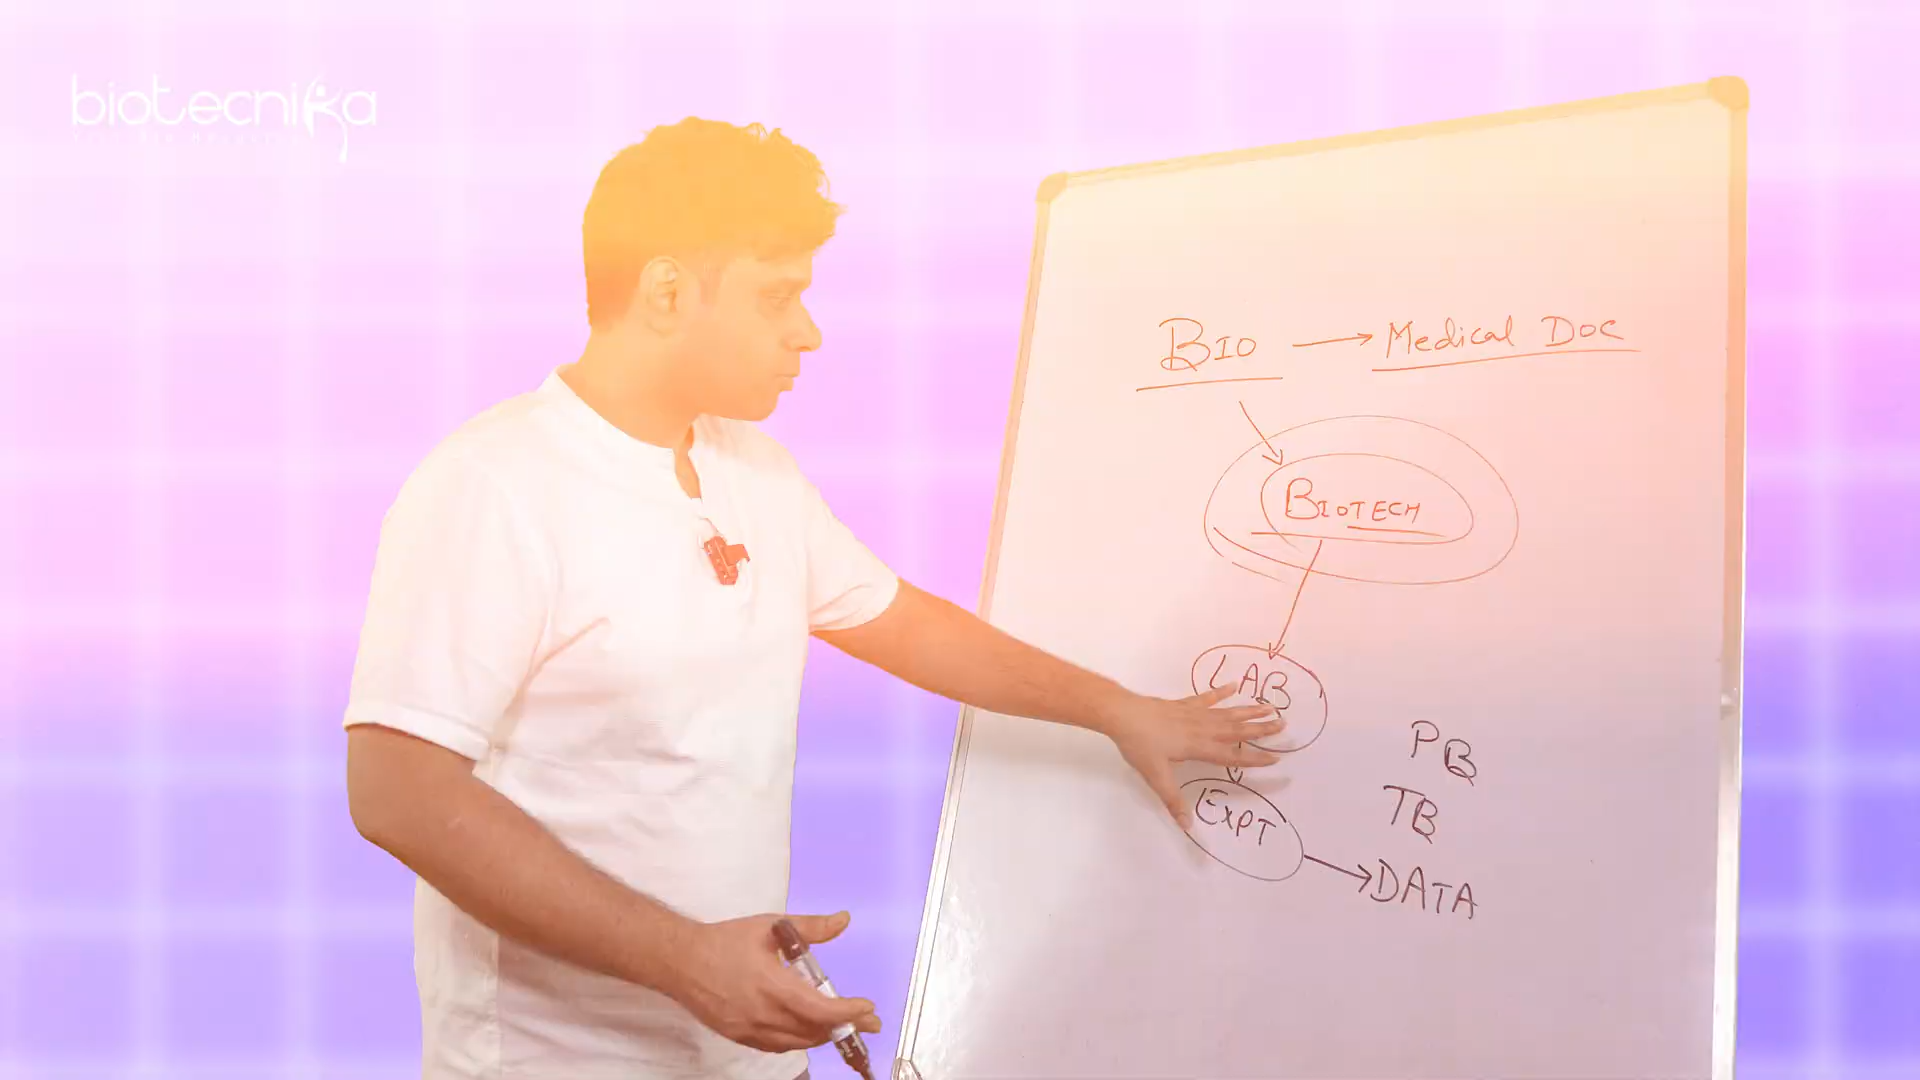 biotecnika
BIO → Medical Doc
BIOTECH
LAB
PB
TB
EXPT → DATA